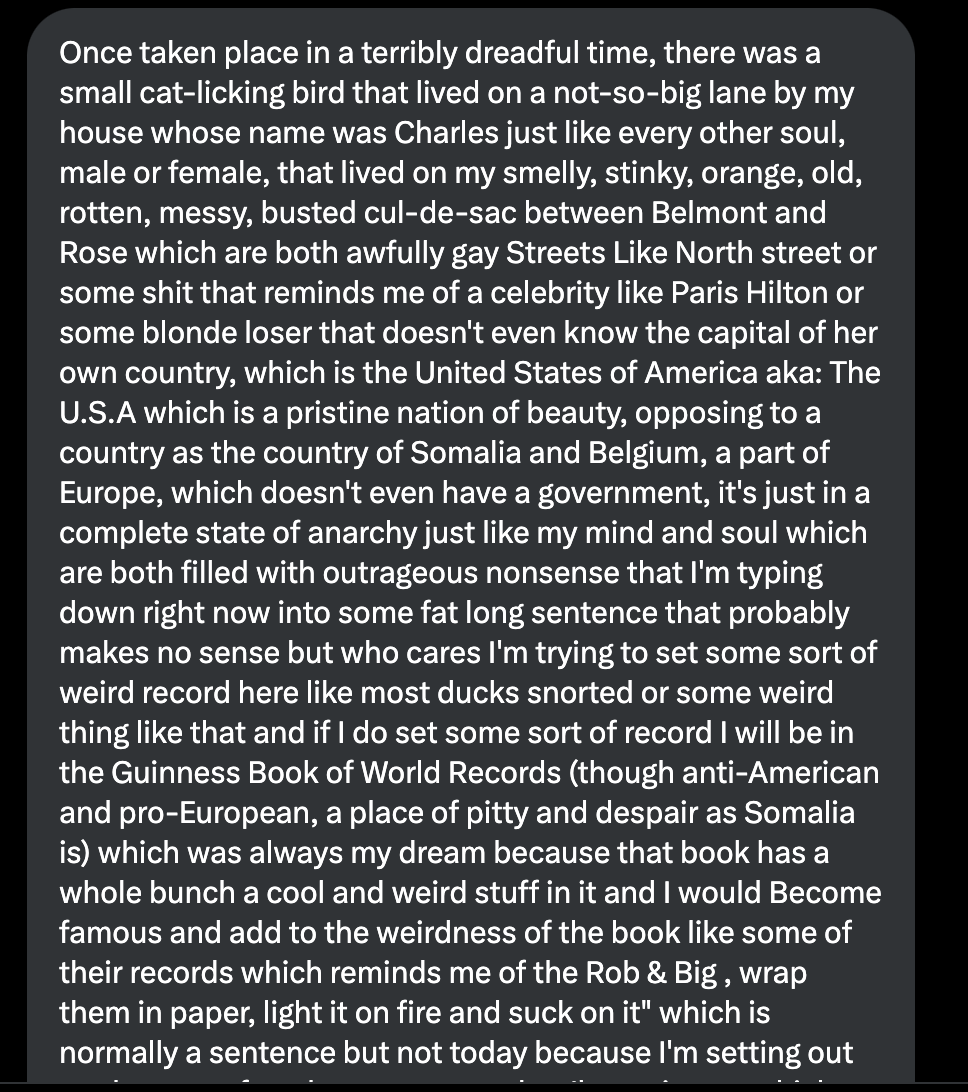 Once taken place in a terribly dreadful time, there was a
small cat-licking bird that lived on a not-so-big lane by my
house whose name was Charles just like every other soul,
male or female, that lived on my smelly, stinky, orange, old,
rotten, messy, busted cul-de-sac between Belmont and
Rose which are both awfully gay Streets Like North street or
some shit that reminds me of a celebrity like Paris Hilton or
some blonde loser that doesn't even know the capital of her
own country, which is the United States of America aka: The
U.S.A which is a pristine nation of beauty, opposing to a
country as the country of Somalia and Belgium, a part of
Europe, which doesn't even have a government, it's just in a
complete state of anarchy just like my mind and soul which
are both filled with outrageous nonsense that I'm typing
down right now into some fat long sentence that probably
makes no sense but who cares I'm trying to set some sort of
weird record here like most ducks snorted or some weird
thing like that and if I do set some sort of record I will be in
the Guinness Book of World Records (though anti-American
and pro-European, a place of pitty and despair as Somalia
is) which was always my dream because that book has a
whole bunch a cool and weird stuff in it and I would Become
famous and add to the weirdness of the book like some of
their records which reminds me of the Rob & Big , wrap
them in paper, light it on fire and suck on it" which is
normally a sentence but not today because I'm setting out